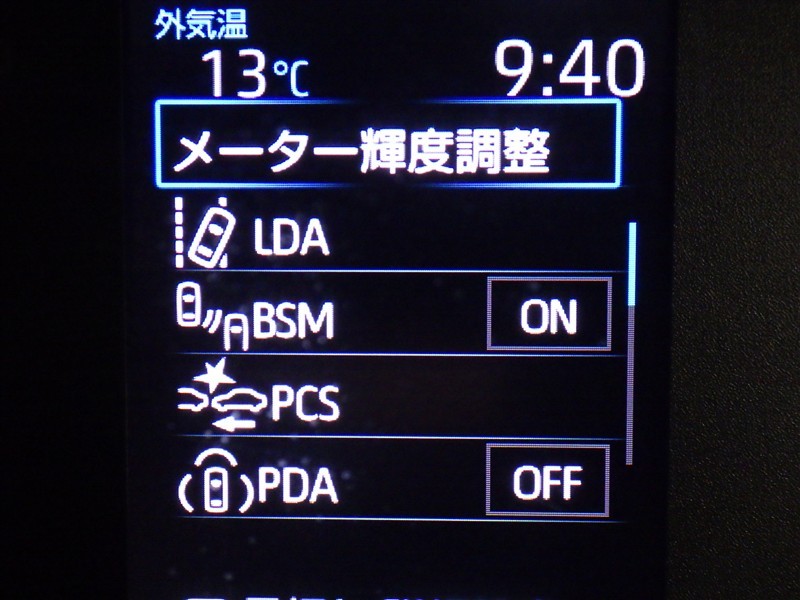 外気温
13℃ 9:40
メーター輝度調整
LDA
BSM ON
PCS
PDA OFF